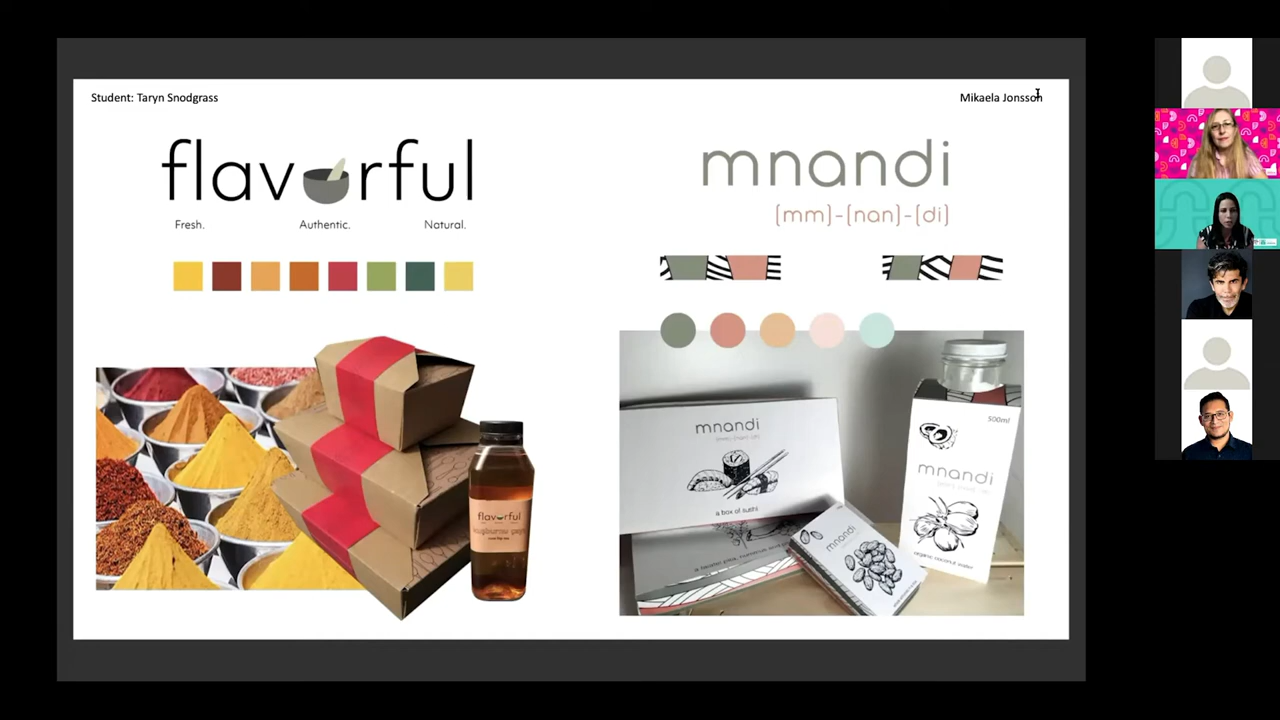 Student: Taryn Snodgrass
Mikaela Jonsson
flavorful
Fresh. Authentic. Natural.
mnandi
(mm)-(nan)-(di)
flavorful
mnandi
a box of sushi
mnandi
500ml
mnandi
organic coconut water